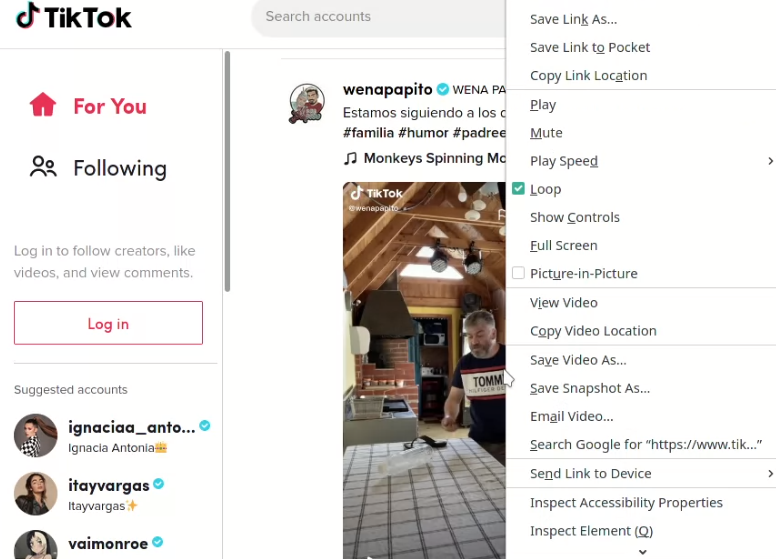 TikTok
Search accounts
For You
Following
Log in to follow creators, like
videos, and view comments.
Log in
Suggested accounts
ignaciaa_anto...
Ignacia Antonia
itayvargas
Itayvargas
vaimonroe
wenapapito WENA PA
Estamos siguiendo a los
#familia #humor #padree
Monkeys Spinning Mo
TikTok
@wenapapito
TOMM
Save Link As...
Save Link to Pocket
Copy Link Location
Play
Mute
Play Speed
Loop
Show Controls
Full Screen
Picture-in-Picture
View Video
Copy Video Location
Save Video As...
Save Snapshot As...
Email Video...
Search Google for “https://www.tik...”
Send Link to Device
Inspect Accessibility Properties
Inspect Element (Q)